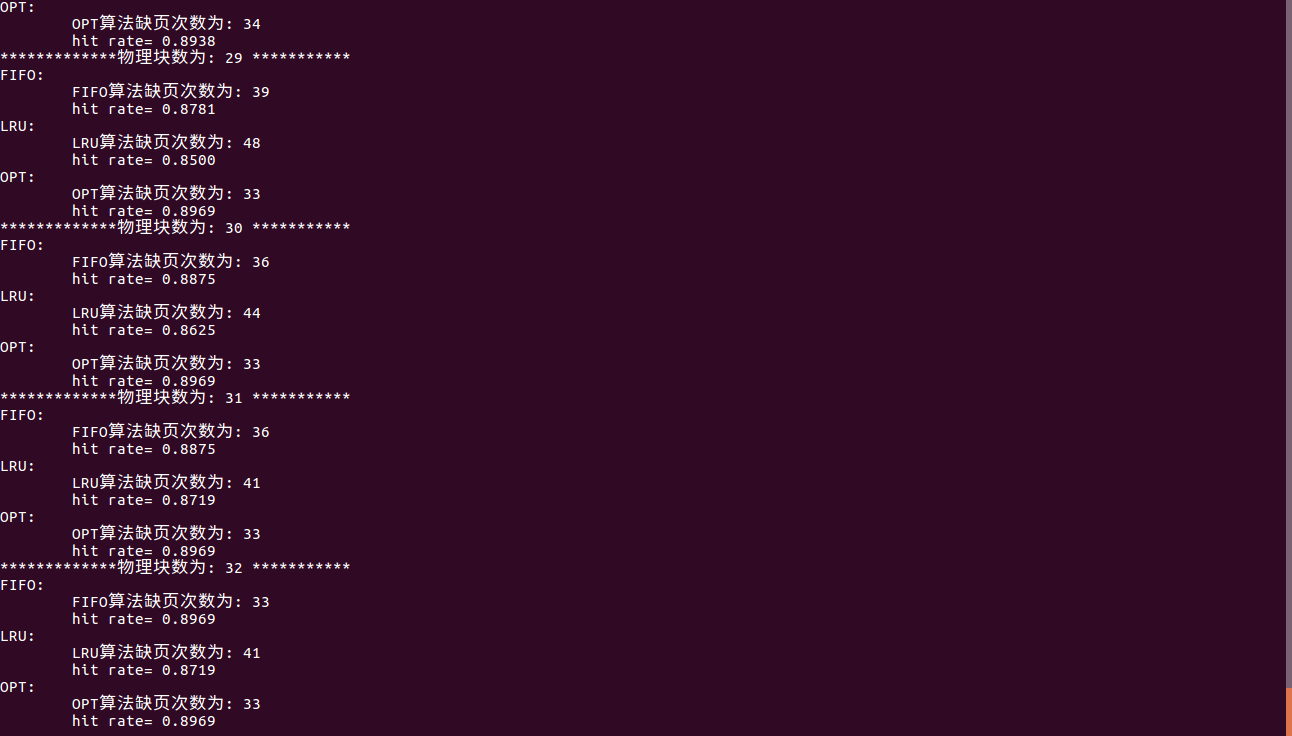 OPT:
OPT算法缺页次数为: 34
hit rate= 0.8938
*************物理块数为: 29 ***********
FIFO:
FIFO算法缺页次数为: 39
hit rate= 0.8781
LRU:
LRU算法缺页次数为: 48
hit rate= 0.8500
OPT:
OPT算法缺页次数为: 33
hit rate= 0.8969
*************物理块数为: 30 ***********
FIFO:
FIFO算法缺页次数为: 36
hit rate= 0.8875
LRU:
LRU算法缺页次数为: 44
hit rate= 0.8625
OPT:
OPT算法缺页次数为: 33
hit rate= 0.8969
*************物理块数为: 31 ***********
FIFO:
FIFO算法缺页次数为: 36
hit rate= 0.8875
LRU:
LRU算法缺页次数为: 41
hit rate= 0.8719
OPT:
OPT算法缺页次数为: 33
hit rate= 0.8969
*************物理块数为: 32 ***********
FIFO:
FIFO算法缺页次数为: 33
hit rate= 0.8969
LRU:
LRU算法缺页次数为: 41
hit rate= 0.8719
OPT:
OPT算法缺页次数为: 33
hit rate= 0.8969